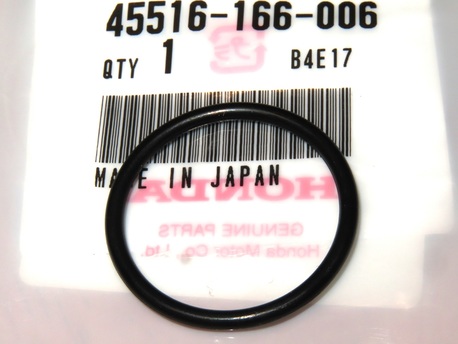 45516-166-006
QTY 1 B4E17
MADE IN JAPAN
HONDA
GENUINE PARTS
Honda Motor Co., Ltd.